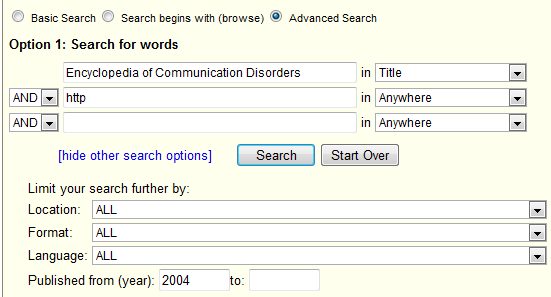 Basic Search Search begins with (browse) Advanced Search
Option 1: Search for words
Encyclopedia of Communication Disorders in Title
AND http in Anywhere
AND in Anywhere
[hide other search options] Search Start Over
Limit your search further by:
Location: ALL
Format: ALL
Language: ALL
Published from (year): 2004 to: